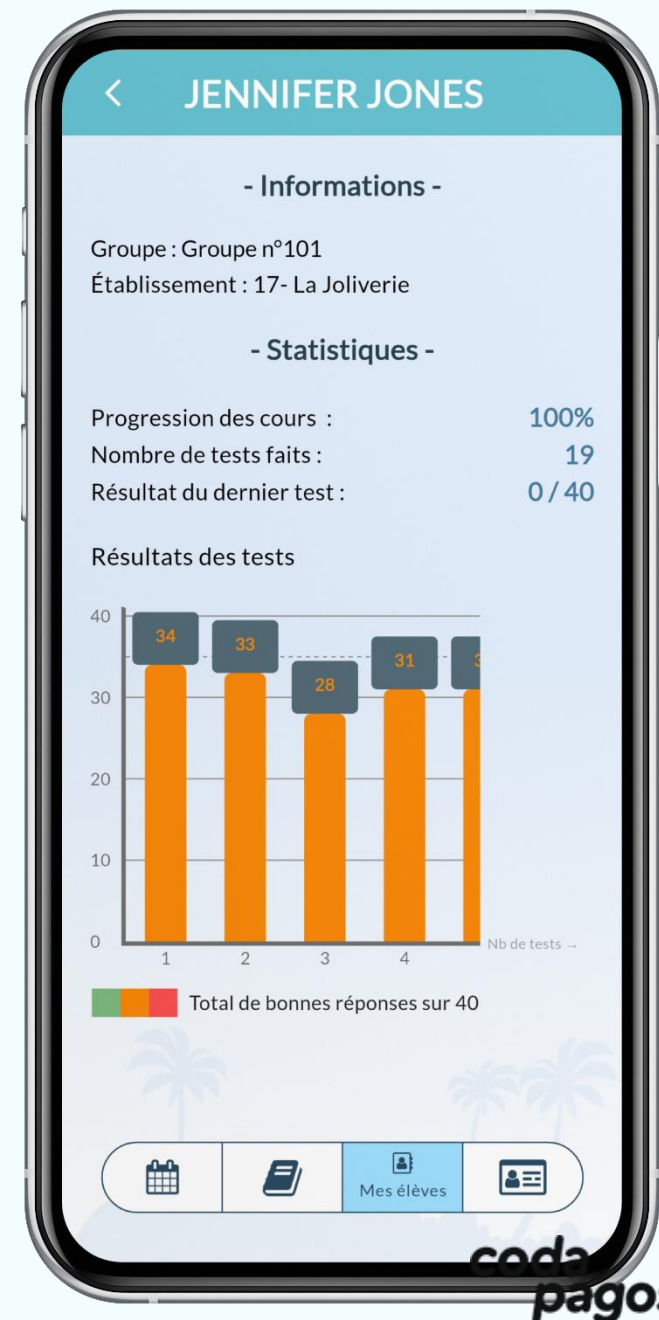 JENNIFER JONES
- Informations -
Groupe : Groupe n°101
Établissement : 17- La Joliverie
- Statistiques -
Progression des cours : 100%
Nombre de tests faits : 19
Résultat du dernier test : 0 / 40
Résultats des tests
40
34
33
28
31
30
20
10
0
1 2 3 4
Nb de tests →
Total de bonnes réponses sur 40
Mes élèves
coda
pagos